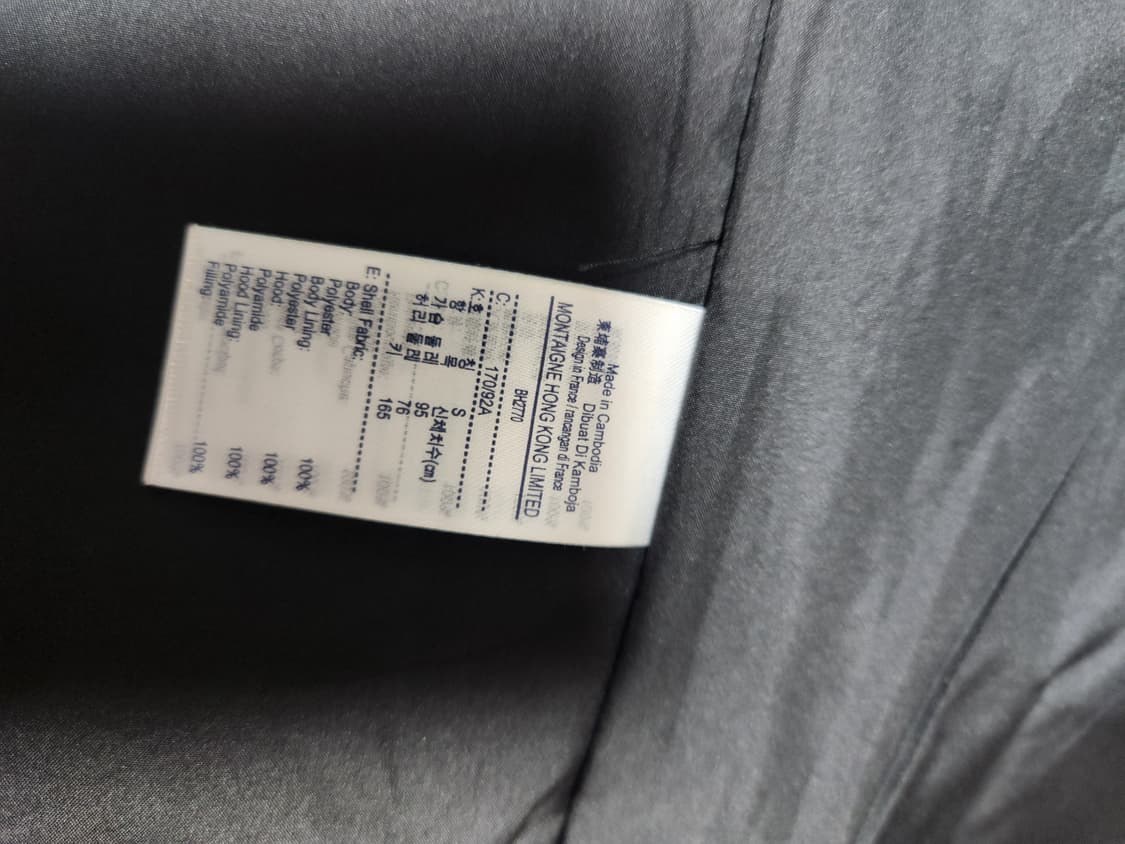 Made in Cambodia
柬埔寨制造 Dibuat Di Kamboja
Design in France / rancangan di France
MONTAIGNE HONG KONG LIMITED
BH2770
C: 170/92A
K:호 칭 S
항 목 신체치수(cm)
가슴 둘레 95
허리 둘레 76
키 165
E: Shell Fabric:
Body:
Polyester 100%
Body Lining:
Polyester 100%
Hood:
Polyamide 100%
Hood Lining:
Polyamide 100%
Filling: